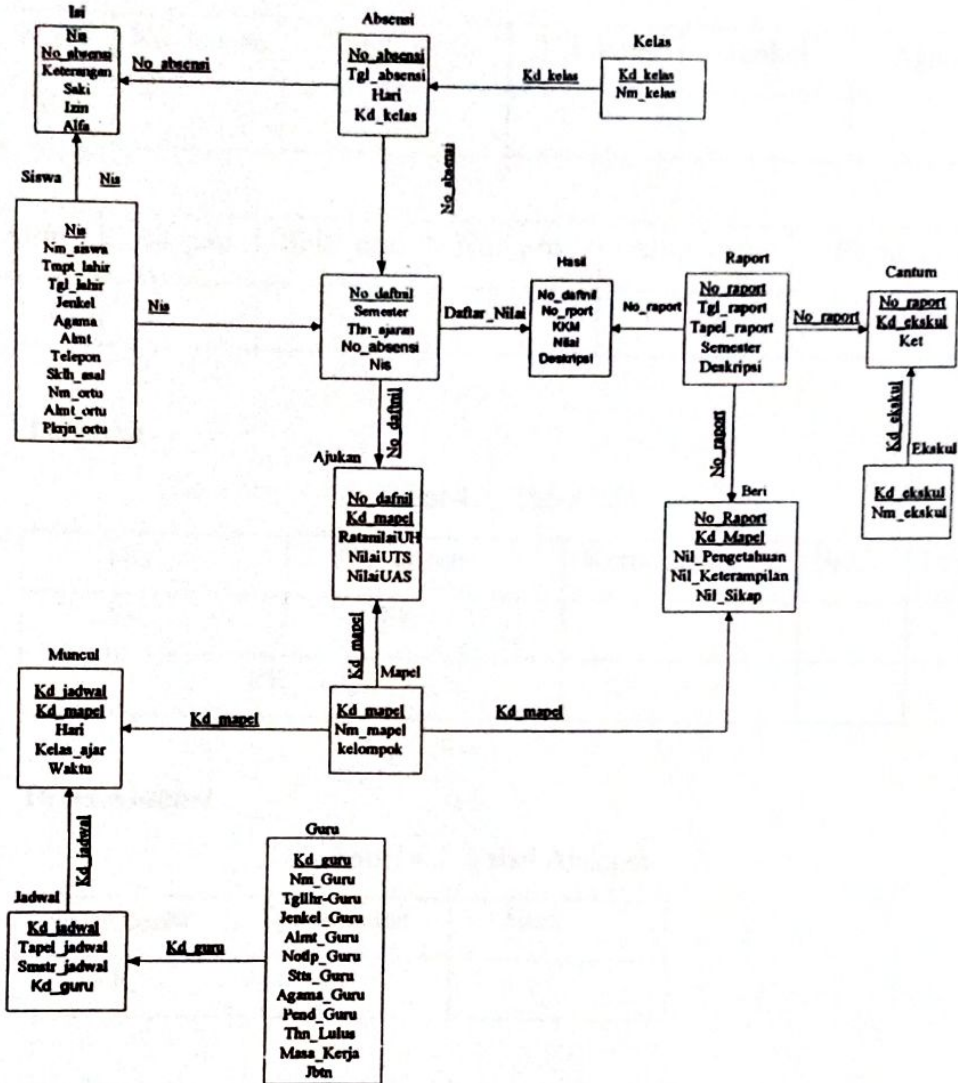 Isi
Nis
No_absensi
Keterangan
Saki
Izin
Alfa
No_absensi
Absensi
No_absensi
Tgl_absensi
Hari
Kd_kelas
Kd_kelas
Kelas
Kd_kelas
Nm_kelas
No_absensi
Siswa
Nis
Nis
Nm_siswa
Tmpt_lahir
Tgl_lahir
Jenkel
Agama
Almt
Telepon
Sklh_asal
Nm_ortu
Almt_ortu
Pkrjn_ortu
Nis
No_daftnil
Semester
Thn_ajaran
No_absensi
Nis
Daftar_Nilai
Hasil
No_daftnil
No_rport
KKM
Nilai
Deskripsi
No_raport
Raport
No_raport
Tgl_raport
Tapel_raport
Semester
Deskripsi
No_raport
Cantum
No_raport
Kd_ekskul
Ket
Kd_ekskul
Ekskul
Kd_ekskul
Nm_ekskul
No_daftnil
Ajukan
No_dafnil
Kd_mapel
RatanilaiUH
NilaiUTS
NilaiUAS
No_raport
Beri
No_Raport
Kd_Mapel
Nil_Pengetahuan
Nil_Keterampilan
Nil_Sikap
Kd_mapel
Mapel
Kd_mapel
Nm_mapel
kelompok
Kd_mapel
Kd_mapel
Muncul
Kd_jadwal
Kd_mapel
Hari
Kelas_ajar
Waktu
Kd_jadwal
Jadwal
Kd_jadwal
Tapel_jadwal
Smstr_jadwal
Kd_guru
Kd_guru
Guru
Kd_guru
Nm_Guru
Tgllhr-Guru
Jenkel_Guru
Almt_Guru
Notlp_Guru
Stts_Guru
Agama_Guru
Pend_Guru
Thn_Lulus
Masa_Kerja
Jbtn